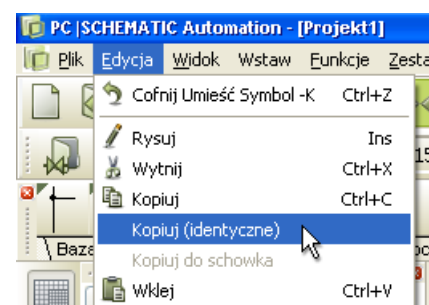 PC|SCHEMATIC Automation - [Projekt1]
Plik Edycja Widok Wstaw Funkcje Zesta
Cofnij Umieść Symbol -K Ctrl+Z
Rysuj Ins
Wytnij Ctrl+X
Kopiuj Ctrl+C
Kopiuj (identyczne)
Kopiuj do schowka
Wklej Ctrl+V
Baza